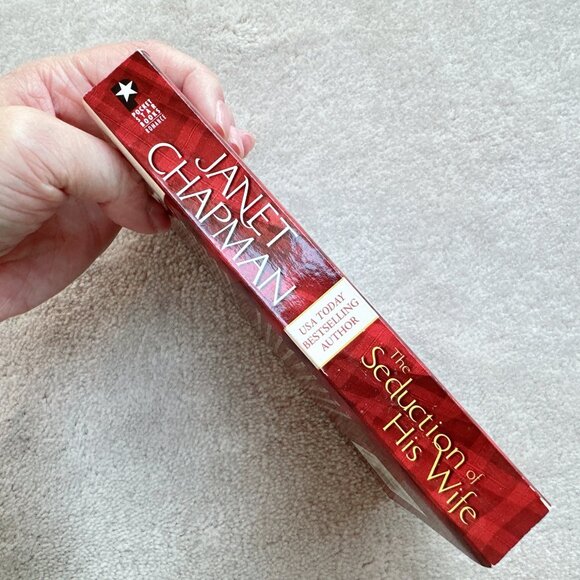 POCKET
STAR
BOOKS
ROMANCE
JANET
CHAPMAN
USA TODAY
BESTSELLING
AUTHOR
The
Seduction of
His Wife